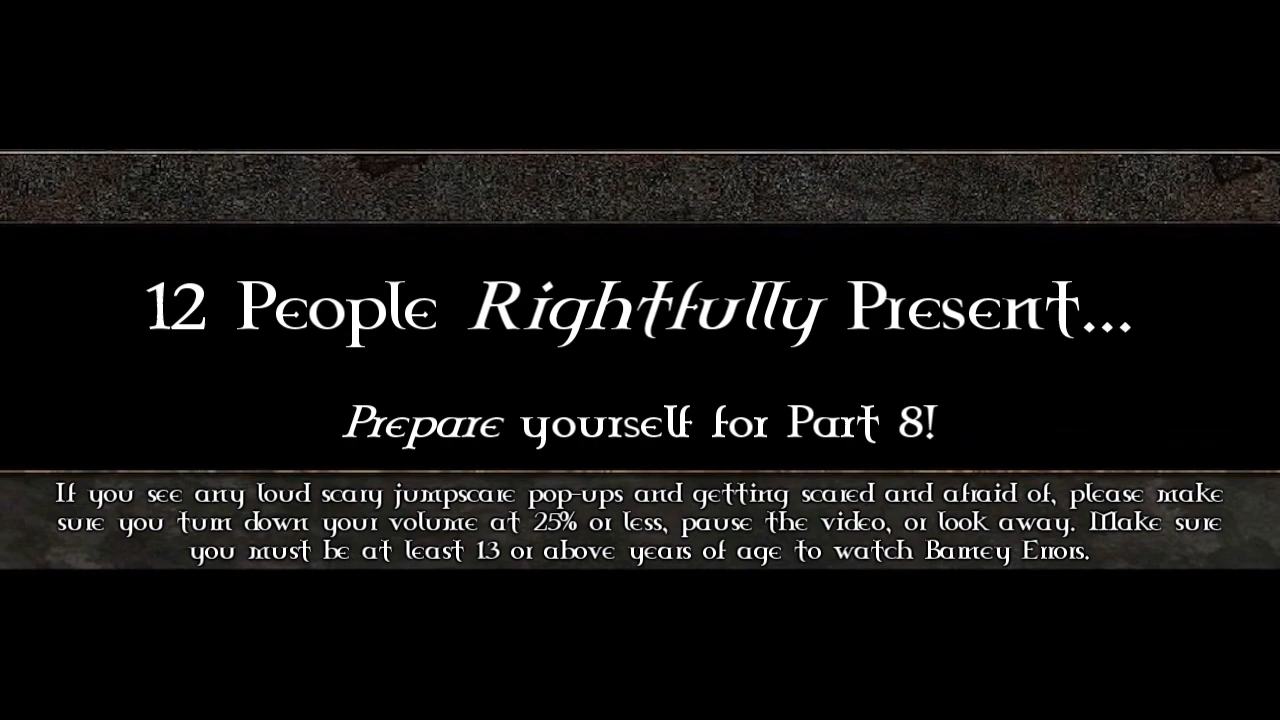 12 People Rightfully Present...
Prepare yourself for Part 8!
If you see any loud scary jumpscare pop-ups and getting scared and afraid of, please make
sure you turn down your volume at 25% or less, pause the video, or look away. Make sure
you must be at least 13 or above years of age to watch Barney Errors.